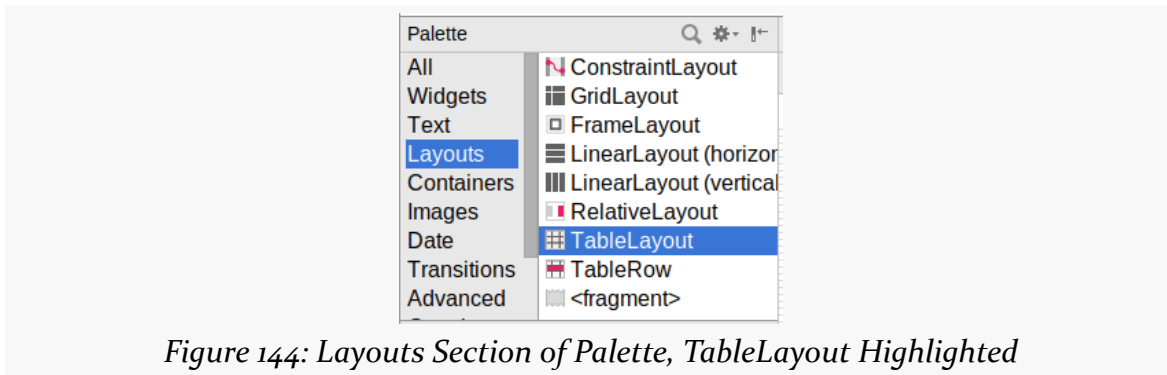 Palette
All
Widgets
Text
Layouts
Containers
Images
Date
Transitions
Advanced
ConstraintLayout
GridLayout
FrameLayout
LinearLayout (horizor
LinearLayout (vertical
RelativeLayout
TableLayout
TableRow
<fragment>
Figure 144: Layouts Section of Palette, TableLayout Highlighted